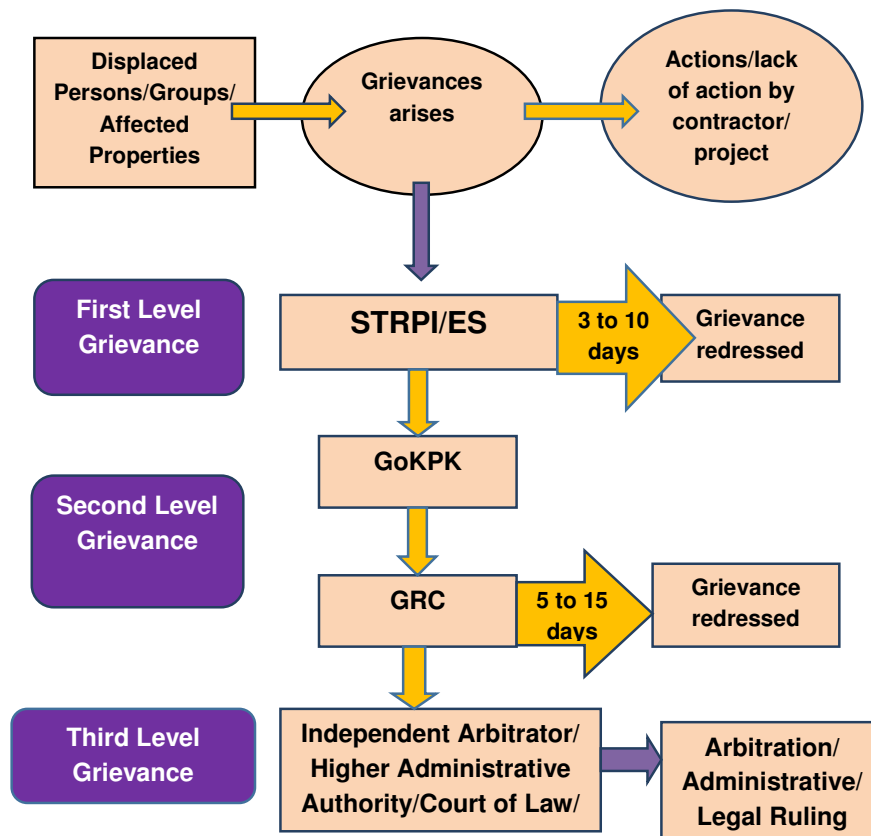 Displaced
Persons/Groups/
Affected
Properties
Grievances
arises
Actions/lack
of action by
contractor/
project
First Level
Grievance
STRPI/ES
3 to 10
days
Grievance
redressed
GoKPK
Second Level
Grievance
GRC
5 to 15
days
Grievance
redressed
Third Level
Grievance
Independent Arbitrator/
Higher Administrative
Authority/Court of Law/
Arbitration/
Administrative/
Legal Ruling